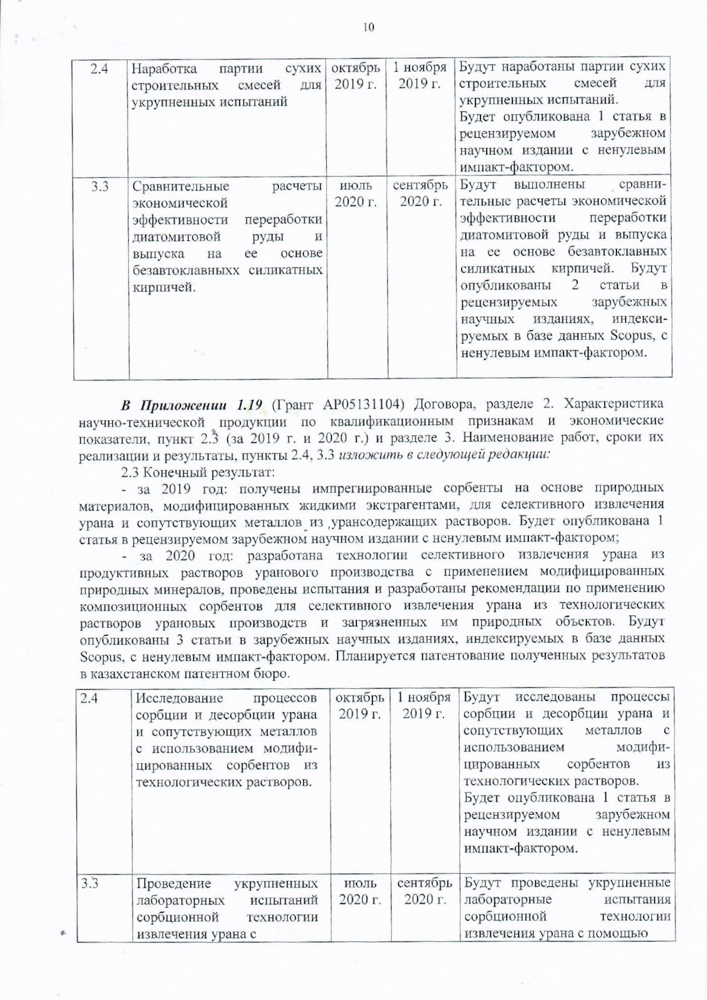 10
2.4
Наработка партии сухих
строительных смесей для
укрупненных испытаний
октябрь
2019 г.
1 ноября
2019 г.
Будут наработаны партии сухих
строительных смесей для
укрупненных испытаний.
Будет опубликована 1 статья в
рецензируемом зарубежном
научном издании с ненулевым
импакт-фактором.
3.3
Сравнительные расчеты
экономической
эффективности переработки
диатомитовой руды и
выпуска на ее основе
безавтоклавныхх силикатных
кирпичей.
июль
2020 г.
сентябрь
2020 г.
Будут выполнены сравни-
тельные расчеты экономической
эффективности переработки
диатомитовой руды и выпуска
на ее основе безавтоклавных
силикатных кирпичей. Будут
опубликованы 2 статьи в
рецензируемых зарубежных
научных изданиях, индекси-
руемых в базе данных Scopus, с
ненулевым импакт-фактором.
В Приложении 1.19 (Грант АР05131104) Договора, разделе 2. Характеристика
научно-технической продукции по квалификационным признакам и экономические
показатели, пункт 2.3 (за 2019 г. и 2020 г.) и разделе 3. Наименование работ, сроки их
реализации и результаты, пункты 2.4, 3.3 изложить в следующей редакции:
2.3 Конечный результат:
- за 2019 год: получены импрегнированные сорбенты на основе природных
материалов, модифицированных жидкими экстрагентами, для селективного извлечения
урана и сопутствующих металлов из урансодержащих растворов. Будет опубликована 1
статья в рецензируемом зарубежном научном издании с ненулевым импакт-фактором;
- за 2020 год: разработана технологии селективного извлечения урана из
продуктивных растворов уранового производства с применением модифицированных
природных минералов, проведены испытания и разработаны рекомендации по применению
композиционных сорбентов для селективного извлечения урана из технологических
растворов урановых производств и загрязненных им природных объектов. Будут
опубликованы 3 статьи в зарубежных научных изданиях, индексируемых в базе данных
Scopus, с ненулевым импакт-фактором. Планируется патентование полученных результатов
в казахстанском патентном бюро.
2.4
Исследование процессов
сорбции и десорбции урана
и сопутствующих металлов
с использованием модифи-
цированных сорбентов из
технологических растворов.
октябрь
2019 г.
1 ноября
2019 г.
Будут исследованы процессы
сорбции и десорбции урана и
сопутствующих металлов с
использованием модифи-
цированных сорбентов из
технологических растворов.
Будет опубликована 1 статья в
рецензируемом зарубежном
научном издании с ненулевым
импакт-фактором.
3.3
Проведение укрупненных
лабораторных испытаний
сорбционной технологии
извлечения урана с
июль
2020 г.
сентябрь
2020 г.
Будут проведены укрупненные
лабораторные испытания
сорбционной технологии
извлечения урана с помощью